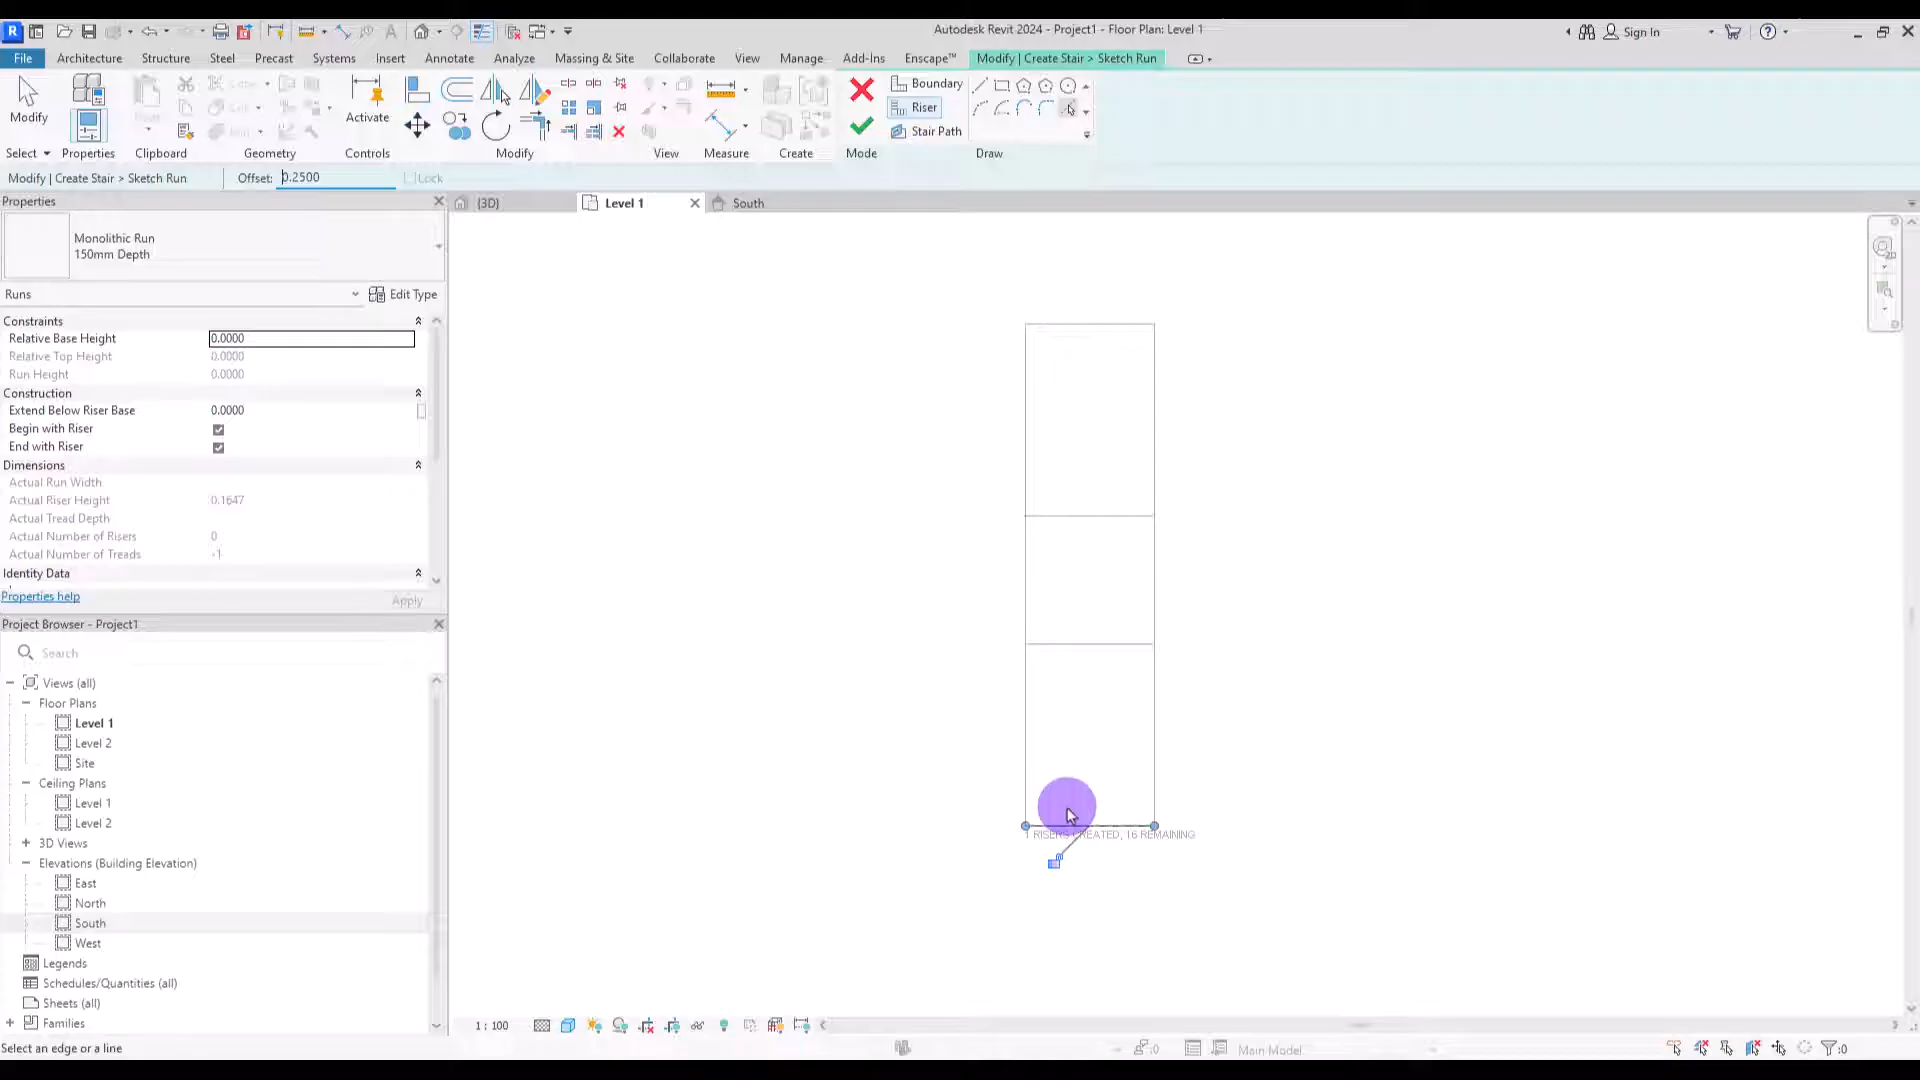 Autodesk Revit 2024 - Project1 - Floor Plan: Level 1
Sign In
File
Architecture
Structure
Steel
Precast
Systems
Insert
Annotate
Analyze
Massing & Site
Collaborate
View
Manage
Add-Ins
Enscape™
Modify | Create Stair > Sketch Run
Modify
Activate
Boundary
Riser
Stair Path
Select
Properties
Clipboard
Geometry
Controls
Modify
View
Measure
Create
Mode
Draw
Modify | Create Stair > Sketch Run
Offset:
0.2500
Lock
Properties
{3D}
Level 1
South
Monolithic Run
150mm Depth
Runs
Edit Type
Constraints
Relative Base Height 0.0000
Relative Top Height 0.0000
Run Height 0.0000
Construction
Extend Below Riser Base 0.0000
Begin with Riser
End with Riser
Dimensions
Actual Run Width
Actual Riser Height 0.1647
Actual Tread Depth
Actual Number of Risers 0
Actual Number of Treads -1
Identity Data
Properties help
Apply
Project Browser - Project1
Search
Views (all)
Floor Plans
Level 1
Level 2
Site
Ceiling Plans
Level 1
Level 2
3D Views
Elevations (Building Elevation)
East
North
South
West
Legends
Schedules/Quantities (all)
Sheets (all)
Families
1 RISERS CREATED, 16 REMAINING
1 : 100
Select an edge or a line
:0
Main Model
:0